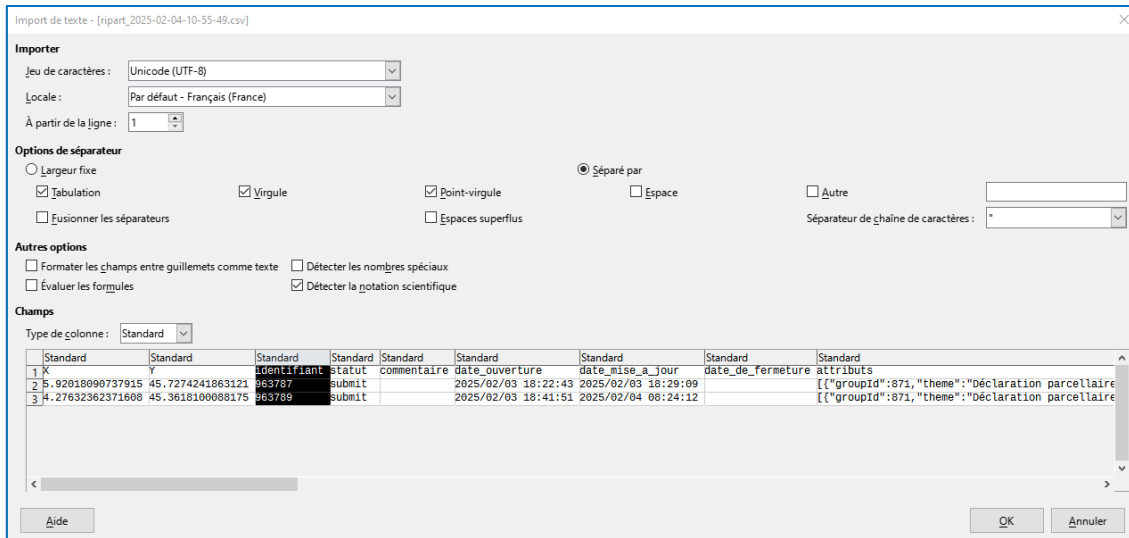 Import de texte - [ripart_2025-02-04-10-55-49.csv]
Importer
Jeu de caractères : Unicode (UTF-8)
Locale : Par défaut - Français (France)
À partir de la ligne : 1
Options de séparateur
Largeur fixe Séparé par
Tabulation Virgule Point-virgule Espace Autre
Fusionner les séparateurs Espaces superflus Séparateur de chaîne de caractères : "
Autres options
Formater les champs entre guillemets comme texte Détecter les nombres spéciaux
Évaluer les formules Détecter la notation scientifique
Champs
Type de colonne : Standard
Standard Standard Standard Standard Standard Standard Standard Standard Standard
1 X Y identifiant statut commentaire date_ouverture date_mise_a_jour date_de_fermeture attributs
2 5.92018090737915 45.7274241863121 963787 submit 2025/02/03 18:22:43 2025/02/03 18:29:09 [{"groupId":871,"theme":"Déclaration parcellaire
3 4.27632362371608 45.3618100088175 963789 submit 2025/02/03 18:41:51 2025/02/04 08:24:12 [{"groupId":871,"theme":"Déclaration parcellaire
Aide OK Annuler